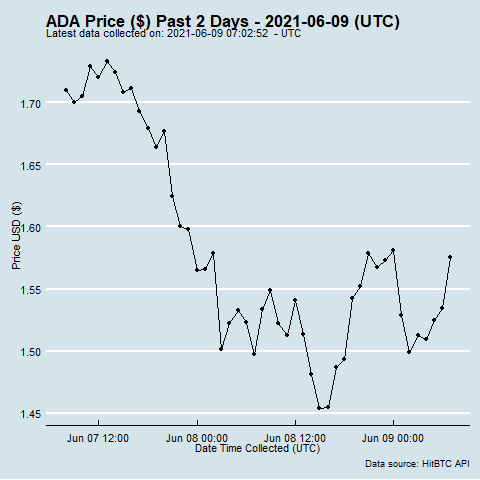 ADA Price ($) Past 2 Days - 2021-06-09 (UTC)
Latest data collected on: 2021-06-09 07:02:52 - UTC
1.70
1.65
1.60
1.55
1.50
1.45
Price USD ($)
Jun 07 12:00 Jun 08 00:00 Jun 08 12:00 Jun 09 00:00
Date Time Collected (UTC)
Data source: HitBTC API